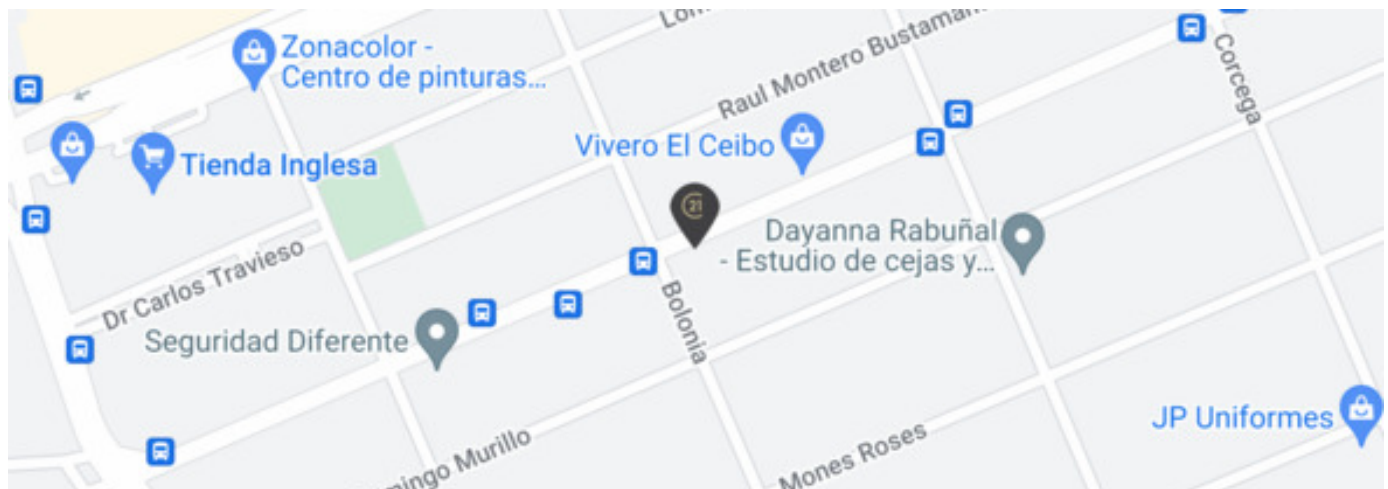 Zonacolor -
Centro de pinturas...
Raul Montero Bustaman
Corcega
Tienda Inglesa
Vivero El Ceibo
21
Dr Carlos Travieso
Dayanna Rabuñal
- Estudio de cejas y...
Bolonia
Seguridad Diferente
JP Uniformes
mingo Murillo
Mones Roses